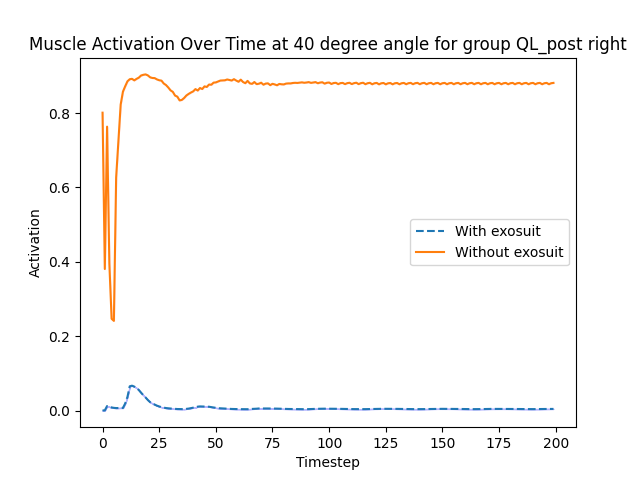 Muscle Activation Over Time at 40 degree angle for group QL_post right
Activation
0.8
0.6
0.4
0.2
0.0
With exosuit
Without exosuit
0 25 50 75 100 125 150 175 200
Timestep